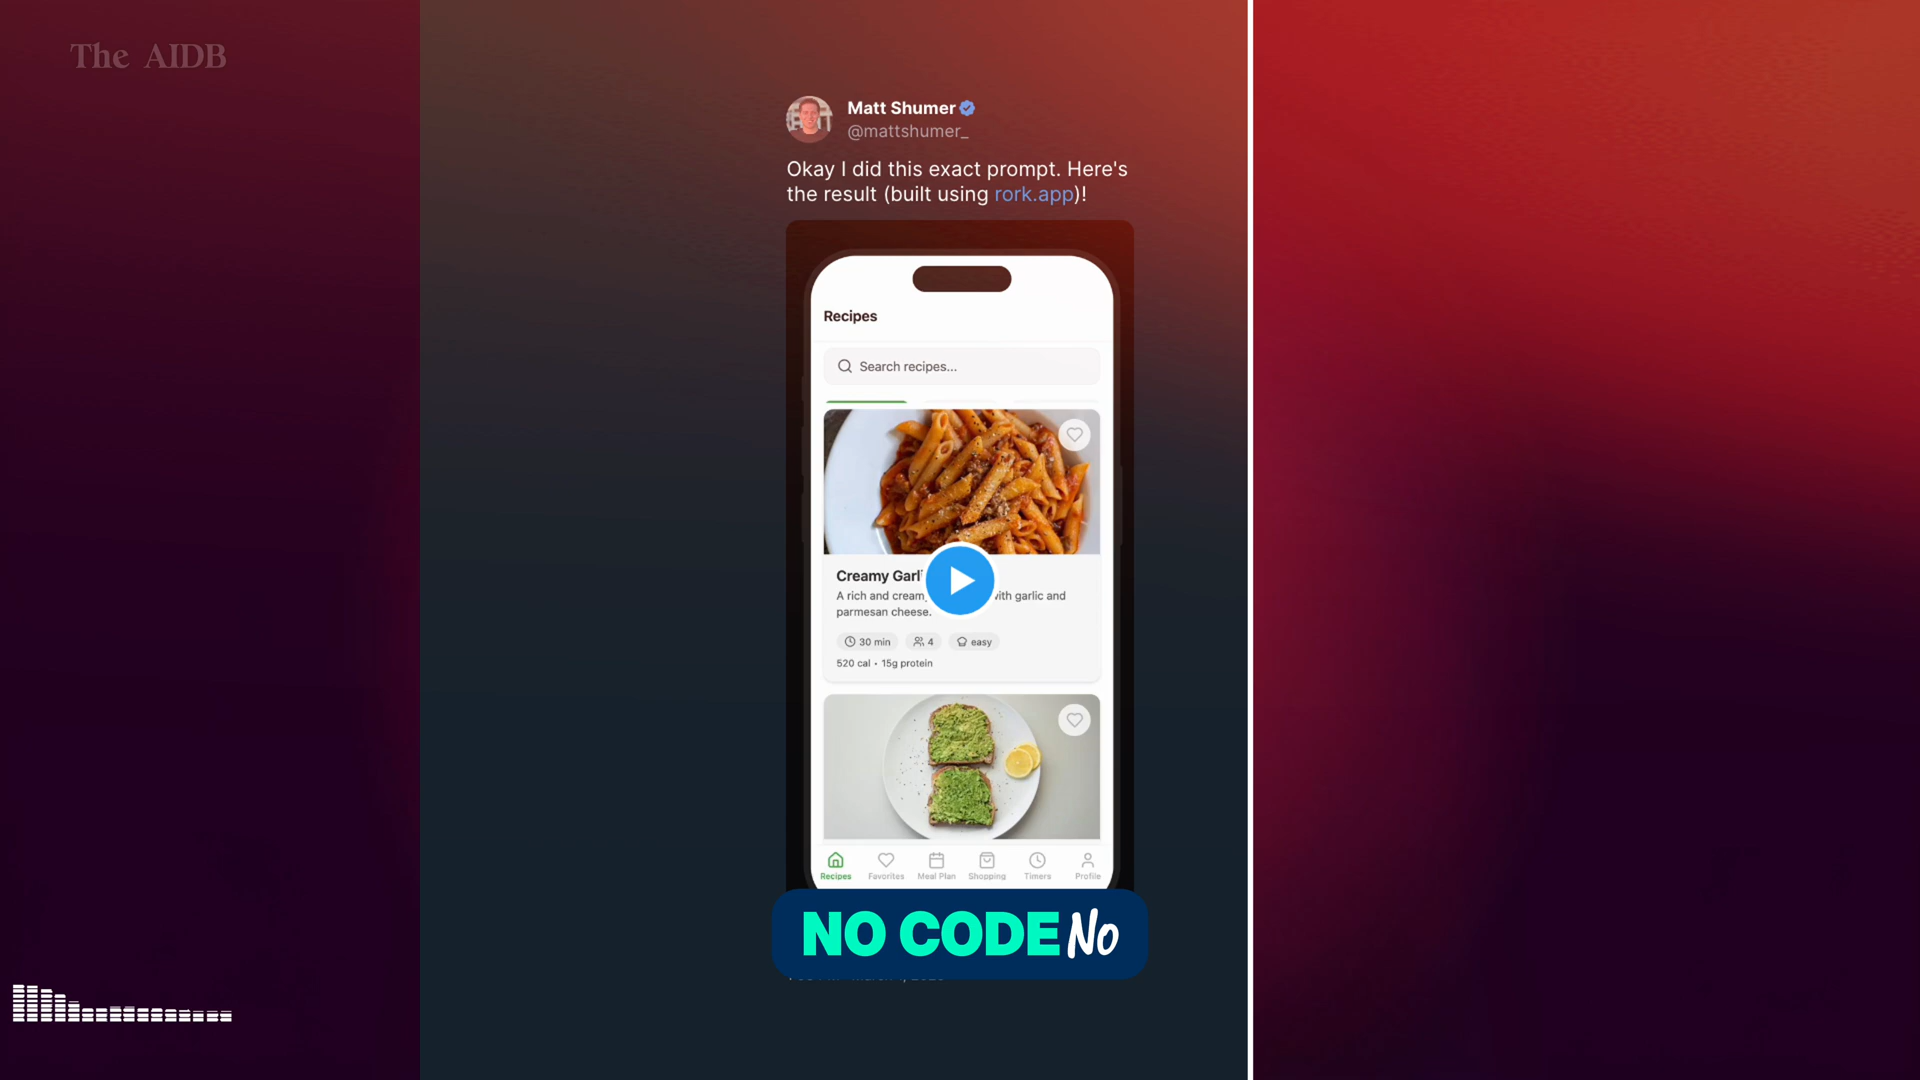 The AIDB
Matt Shumer
@mattshumer_
Okay I did this exact prompt. Here's
the result (built using rork.app)!
Recipes
Search recipes...
Creamy Garl
A rich and cream with garlic and
parmesan cheese.
30 min 4 easy
520 cal • 15g protein
Recipes Favorites Meal Plan Shopping Timers Profile
NO CODE No